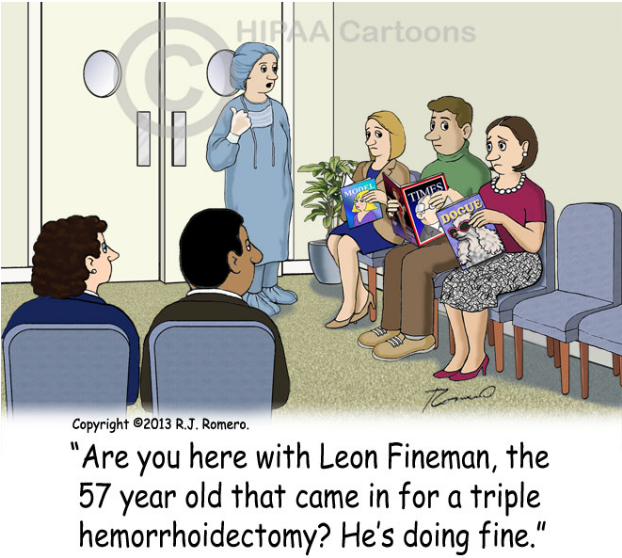 © HIPAA Cartoons
MODEL
TIMES
DOGUE
Romero
Copyright ©2013 R.J. Romero.
“Are you here with Leon Fineman, the
57 year old that came in for a triple
hemorrhoidectomy? He’s doing fine.”